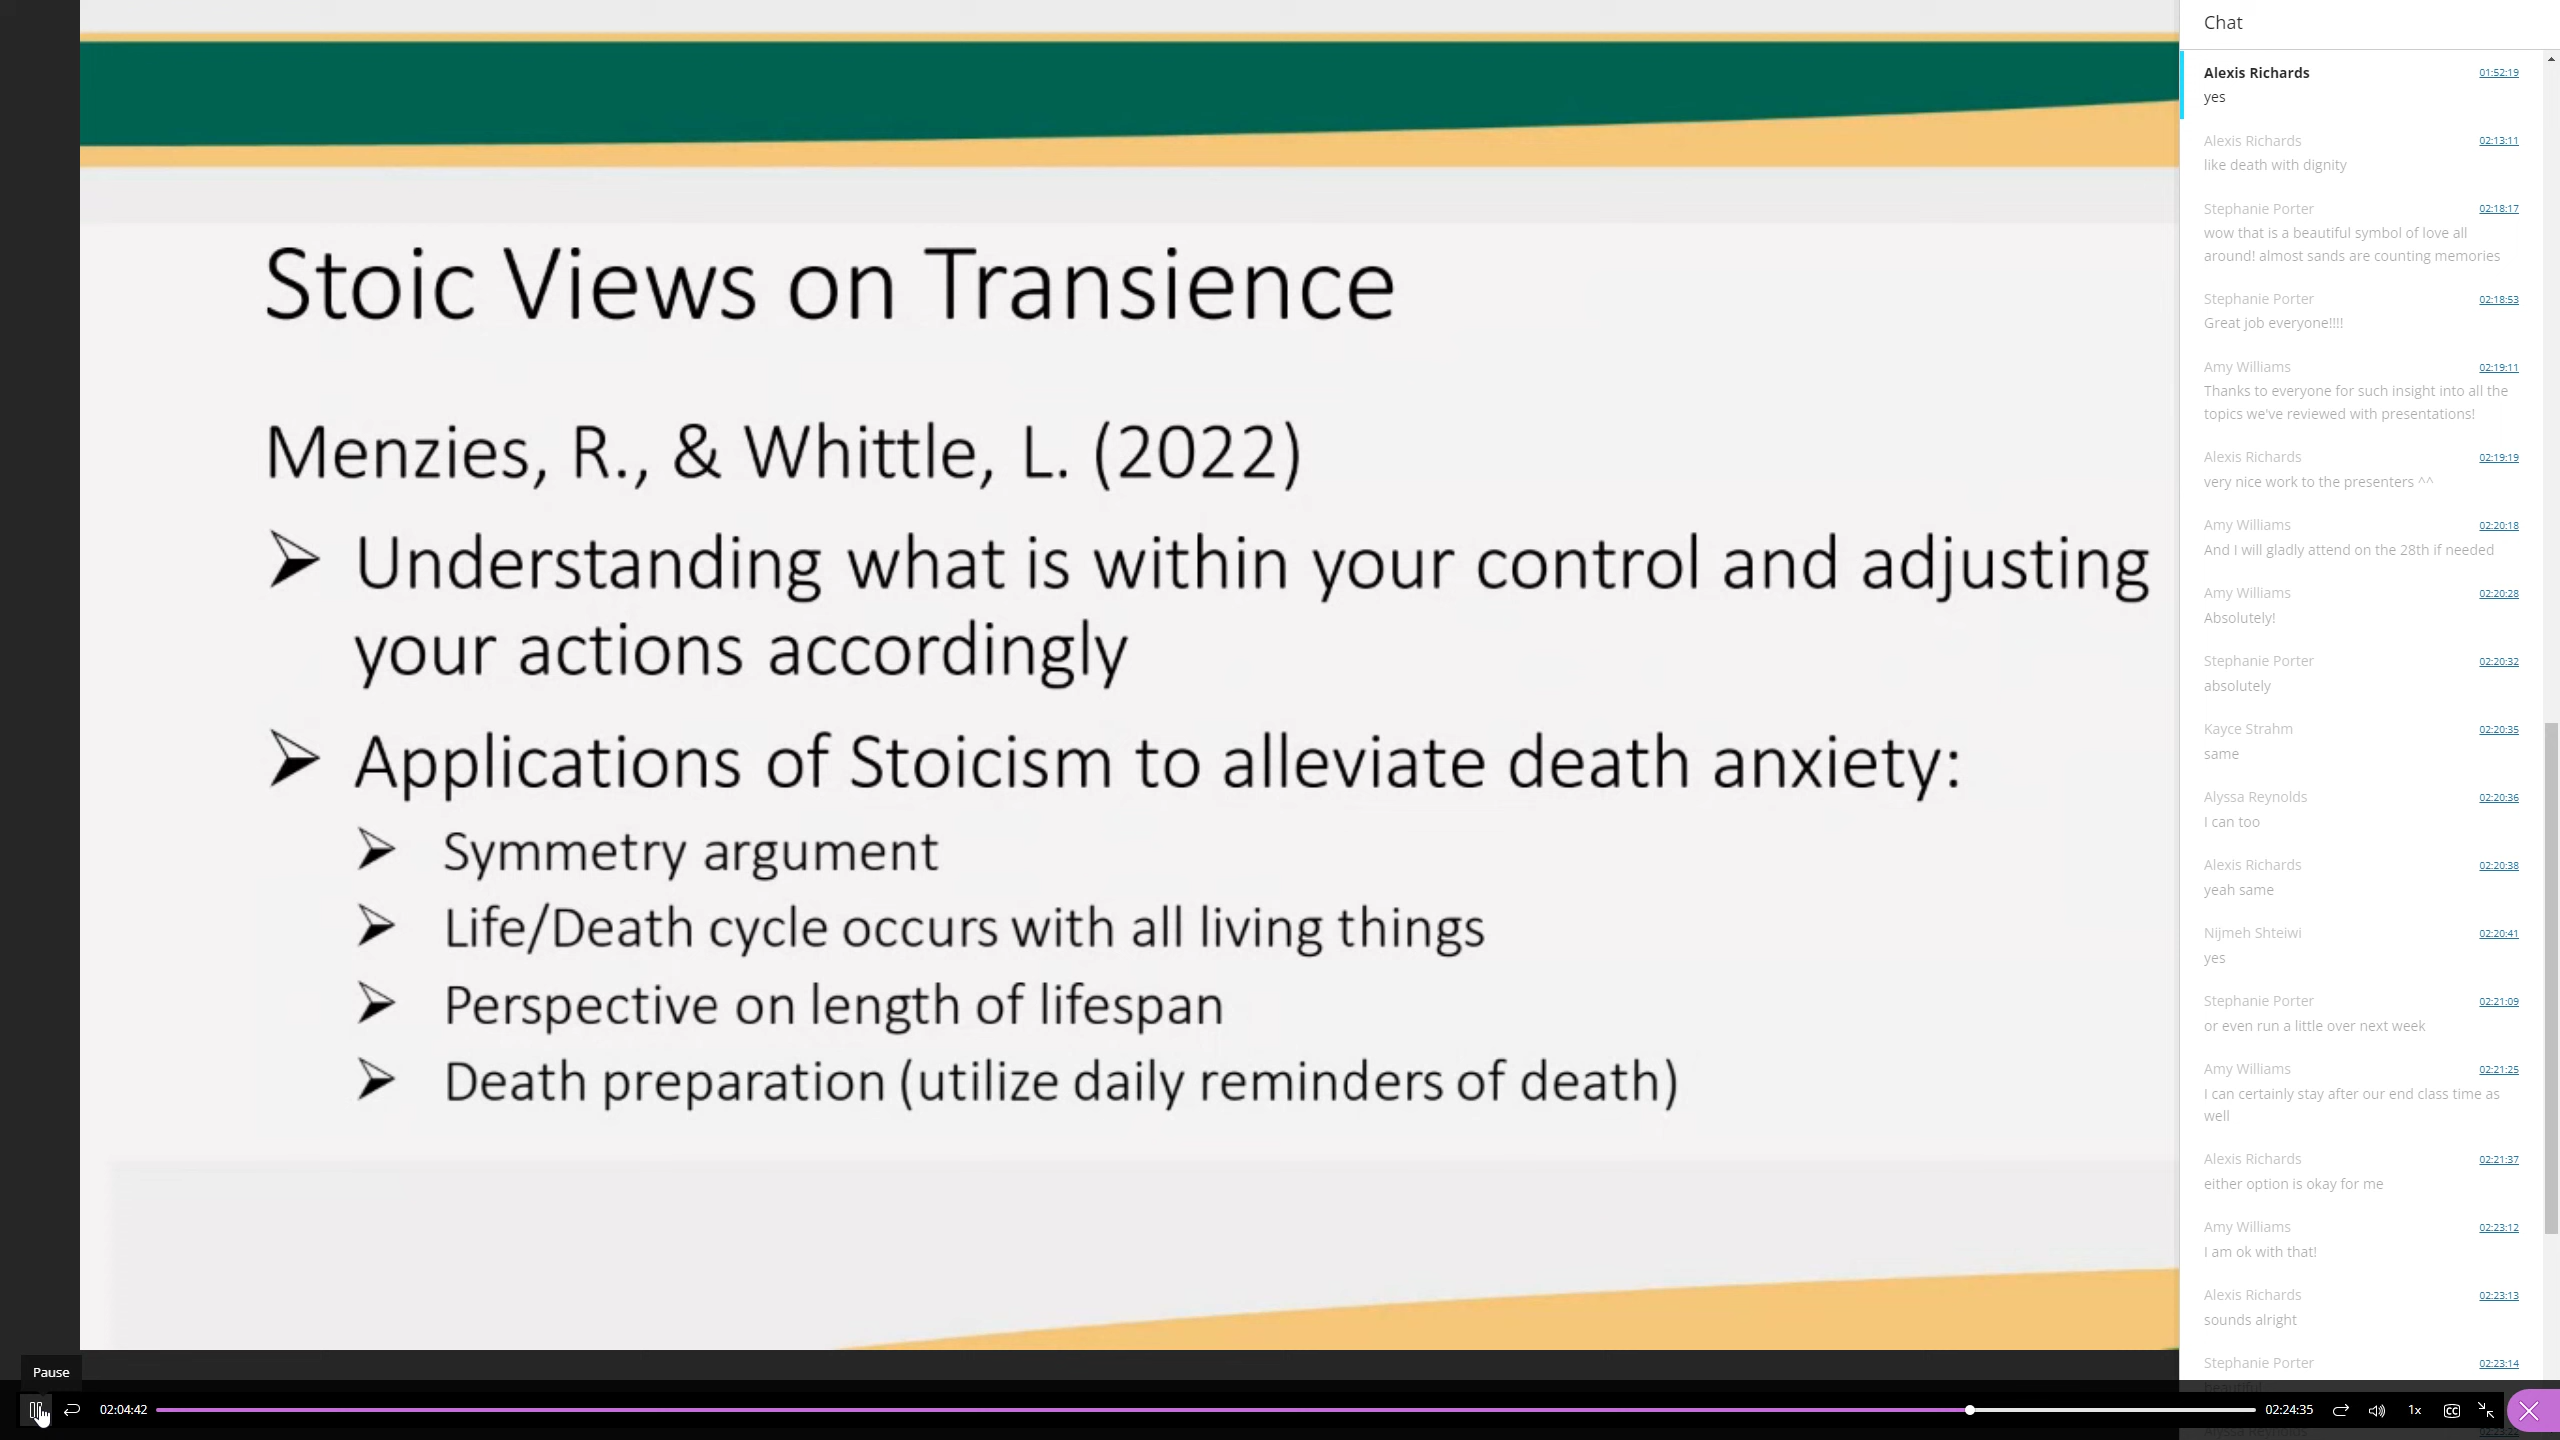 Stoic Views on Transience
Menzies, R., & Whittle, L. (2022)
Understanding what is within your control and adjusting
your actions accordingly
Applications of Stoicism to alleviate death anxiety:
Symmetry argument
Life/Death cycle occurs with all living things
Perspective on length of lifespan
Death preparation (utilize daily reminders of death)
Pause
02:04:42
02:24:35
1x
CC
Chat
Alexis Richards 01:52:19
yes
Alexis Richards 02:13:11
like death with dignity
Stephanie Porter 02:18:17
wow that is a beautiful symbol of love all
around! almost sands are counting memories
Stephanie Porter 02:18:53
Great job everyone!!!!
Amy Williams 02:19:11
Thanks to everyone for such insight into all the
topics we've reviewed with presentations!
Alexis Richards 02:19:19
very nice work to the presenters ^^
Amy Williams 02:20:18
And I will gladly attend on the 28th if needed
Amy Williams 02:20:28
Absolutely!
Stephanie Porter 02:20:32
absolutely
Kayce Strahm 02:20:35
same
Alyssa Reynolds 02:20:36
I can too
Alexis Richards 02:20:38
yeah same
Nijmeh Shteiwi 02:20:41
yes
Stephanie Porter 02:21:09
or even run a little over next week
Amy Williams 02:21:25
I can certainly stay after our end class time as
well
Alexis Richards 02:21:37
either option is okay for me
Amy Williams 02:23:12
I am ok with that!
Alexis Richards 02:23:13
sounds alright
Stephanie Porter 02:23:14